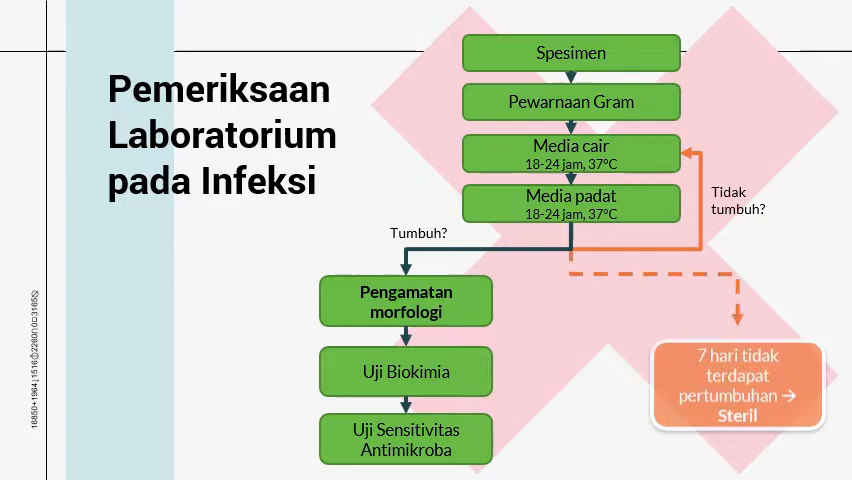 Pemeriksaan
Laboratorium
pada Infeksi
Spesimen
Pewarnaan Gram
Media cair
18-24 jam, 37°C
Media padat
18-24 jam, 37°C
Tidak
tumbuh?
Tumbuh?
Pengamatan
morfologi
Uji Biokimia
Uji Sensitivitas
Antimikroba
7 hari tidak
terdapat
pertumbuhan →
Steril